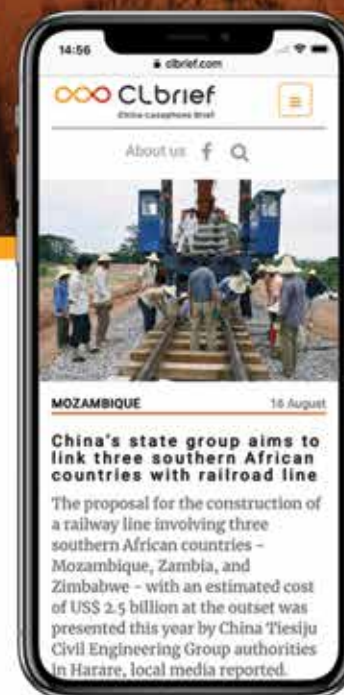 14:56
clbrief.com
CLbrief
China-Lusophone Brief
About us
MOZAMBIQUE 16 August
China's state group aims to
link three southern African
countries with railroad line
The proposal for the construction of
a railway line involving three
southern African countries –
Mozambique, Zambia, and
Zimbabwe – with an estimated cost
of US$ 2.5 billion at the outset was
presented this year by China Tiesiju
Civil Engineering Group authorities
in Harare, local media reported.